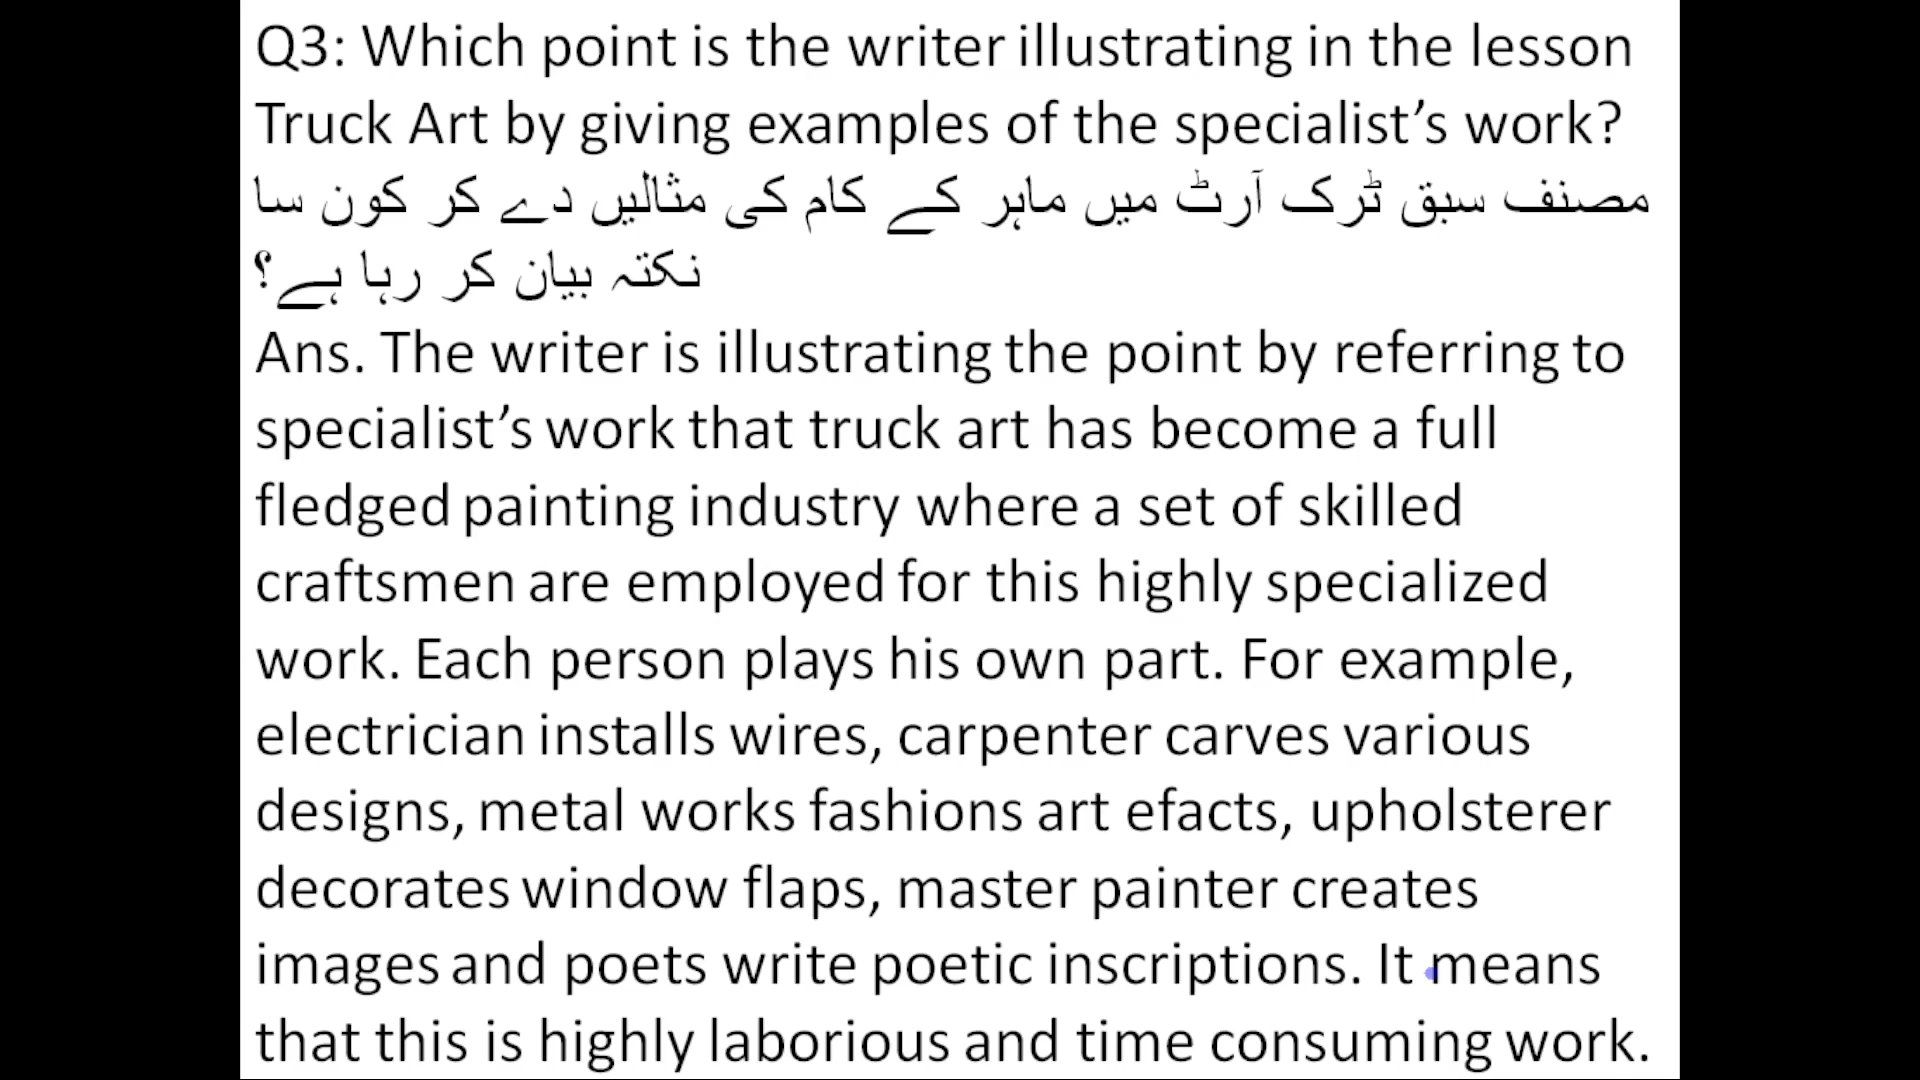 Q3: Which point is the writer illustrating in the lesson
Truck Art by giving examples of the specialist’s work?
مصنف سبق ٹرک آرٹ میں ماہر کے کام کی مثالیں دے کر کون سا
نکتہ بیان کر رہا ہے؟
Ans. The writer is illustrating the point by referring to
specialist’s work that truck art has become a full
fledged painting industry where a set of skilled
craftsmen are employed for this highly specialized
work. Each person plays his own part. For example,
electrician installs wires, carpenter carves various
designs, metal works fashions art efacts, upholsterer
decorates window flaps, master painter creates
images and poets write poetic inscriptions. It means
that this is highly laborious and time consuming work.